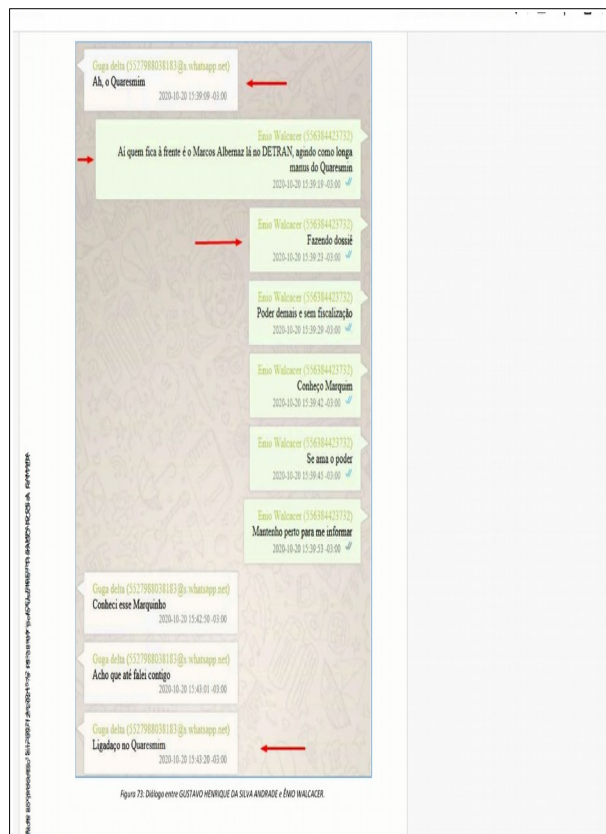 Guga delta (5527988038183@s.whatsapp.net)
Ah, o Quaresmim
2020-10-20 15:39:09 -03:00
Enio Walcacer (556384423732)
Ai quem fica à frente é o Marcos Albernaz lá no DETRAN, agindo como longa
manus do Quaresmin
2020-10-20 15:39:19 -03:00
Enio Walcacer (556384423732)
Fazendo dossiê
2020-10-20 15:39:23 -03:00
Enio Walcacer (556384423732)
Poder demais e sem fiscalização
2020-10-20 15:39:29 -03:00
Enio Walcacer (556384423732)
Conheço Marquim
2020-10-20 15:39:42 -03:00
Enio Walcacer (556384423732)
Se ama o poder
2020-10-20 15:39:45 -03:00
Enio Walcacer (556384423732)
Mantenho perto para me informar
2020-10-20 15:39:53 -03:00
Guga delta (5527988038183@s.whatsapp.net)
Conheci esse Marquinho
2020-10-20 15:42:50 -03:00
Guga delta (5527988038183@s.whatsapp.net)
Acho que até falei contigo
2020-10-20 15:43:01 -03:00
Guga delta (5527988038183@s.whatsapp.net)
Ligadaço no Quaresmim
2020-10-20 15:43:20 -03:00
Figura 73: Diálogo entre GUSTAVO HENRIQUE DA SILVA ANDRADE e ÊNIO WALCACER.